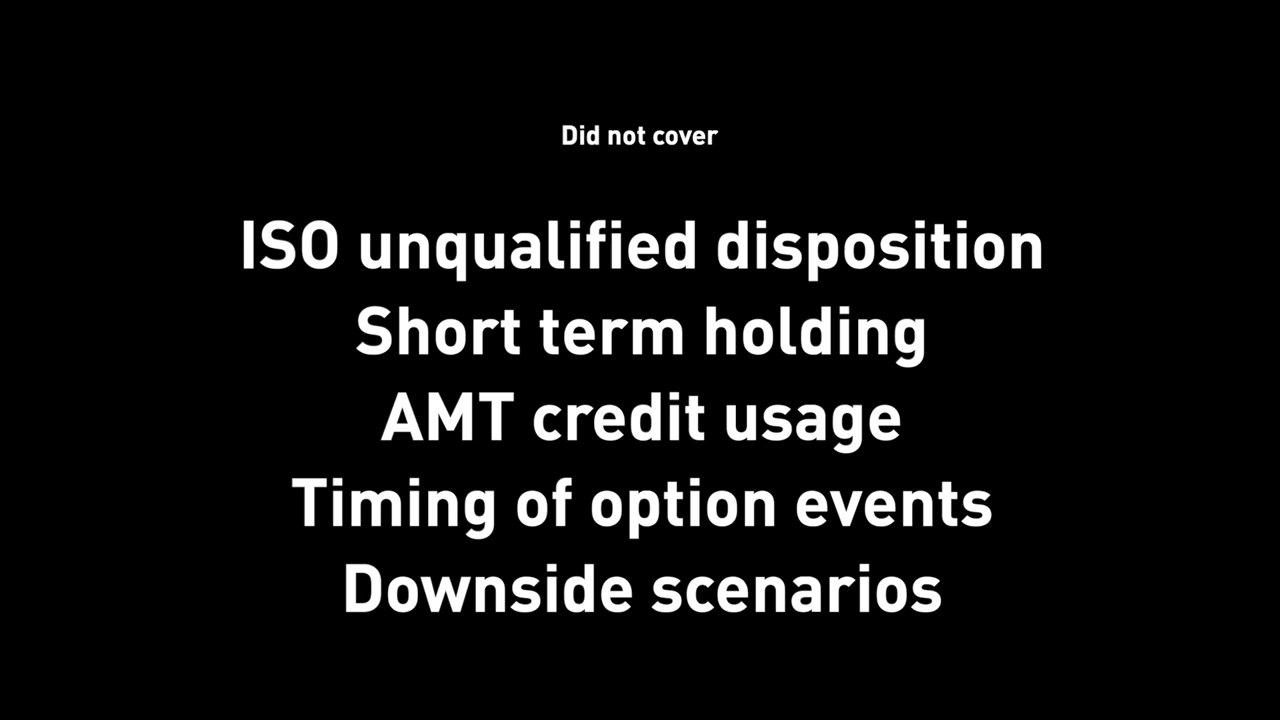 Did not cover
ISO unqualified disposition
Short term holding
AMT credit usage
Timing of option events
Downside scenarios